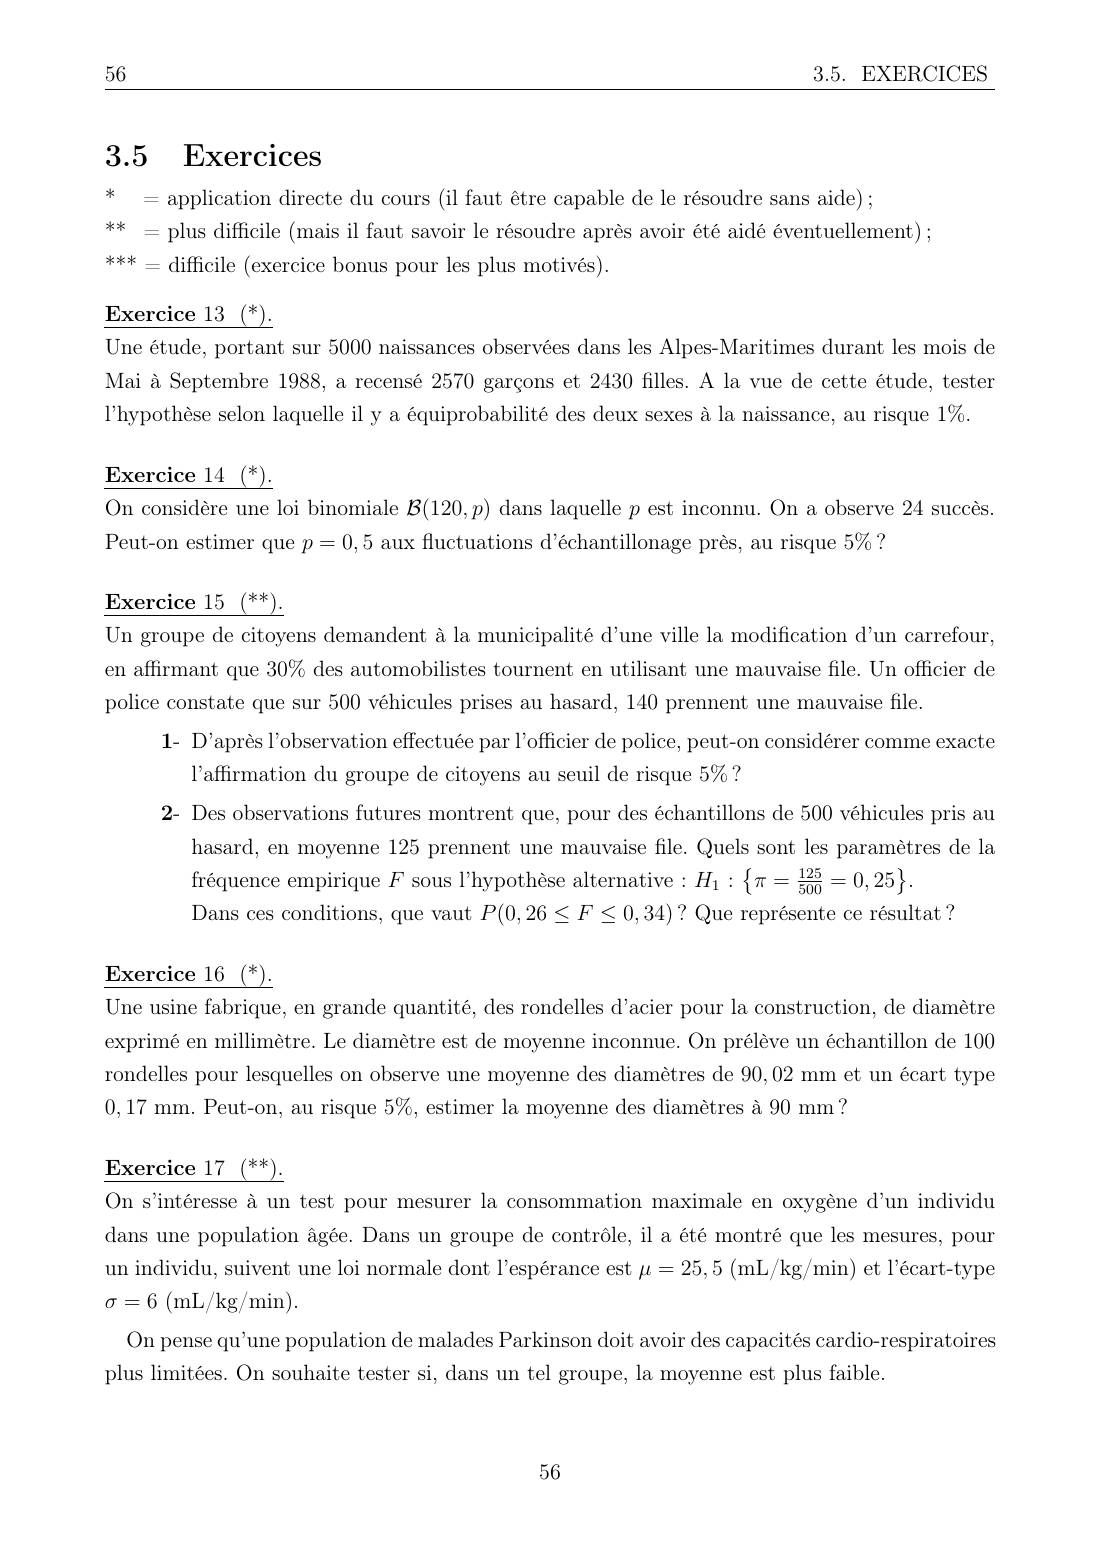 56 3.5. EXERCICES
3.5 Exercices
* = application directe du cours (il faut être capable de le résoudre sans aide) ;
** = plus difficile (mais il faut savoir le résoudre après avoir été aidé éventuellement) ;
*** = difficile (exercice bonus pour les plus motivés).
Exercice 13 (*).
Une étude, portant sur 5000 naissances observées dans les Alpes-Maritimes durant les mois de
Mai à Septembre 1988, a recensé 2570 garçons et 2430 filles. A la vue de cette étude, tester
l'hypothèse selon laquelle il y a équiprobabilité des deux sexes à la naissance, au risque 1%.
Exercice 14 (*).
On considère une loi binomiale 𝓑(120, p) dans laquelle p est inconnu. On a observe 24 succès.
Peut-on estimer que p = 0, 5 aux fluctuations d'échantillonage près, au risque 5% ?
Exercice 15 (**).
Un groupe de citoyens demandent à la municipalité d'une ville la modification d'un carrefour,
en affirmant que 30% des automobilistes tournent en utilisant une mauvaise file. Un officier de
police constate que sur 500 véhicules prises au hasard, 140 prennent une mauvaise file.
1- D'après l'observation effectuée par l'officier de police, peut-on considérer comme exacte
l'affirmation du groupe de citoyens au seuil de risque 5% ?
2- Des observations futures montrent que, pour des échantillons de 500 véhicules pris au
hasard, en moyenne 125 prennent une mauvaise file. Quels sont les paramètres de la
fréquence empirique F sous l'hypothèse alternative : H₁ : {π = 125/500 = 0, 25}.
Dans ces conditions, que vaut P(0, 26 ≤ F ≤ 0, 34) ? Que représente ce résultat ?
Exercice 16 (*).
Une usine fabrique, en grande quantité, des rondelles d'acier pour la construction, de diamètre
exprimé en millimètre. Le diamètre est de moyenne inconnue. On prélève un échantillon de 100
rondelles pour lesquelles on observe une moyenne des diamètres de 90, 02 mm et un écart type
0, 17 mm. Peut-on, au risque 5%, estimer la moyenne des diamètres à 90 mm ?
Exercice 17 (**).
On s'intéresse à un test pour mesurer la consommation maximale en oxygène d'un individu
dans une population âgée. Dans un groupe de contrôle, il a été montré que les mesures, pour
un individu, suivent une loi normale dont l'espérance est μ = 25, 5 (mL/kg/min) et l'écart-type
σ = 6 (mL/kg/min).
On pense qu'une population de malades Parkinson doit avoir des capacités cardio-respiratoires
plus limitées. On souhaite tester si, dans un tel groupe, la moyenne est plus faible.
56